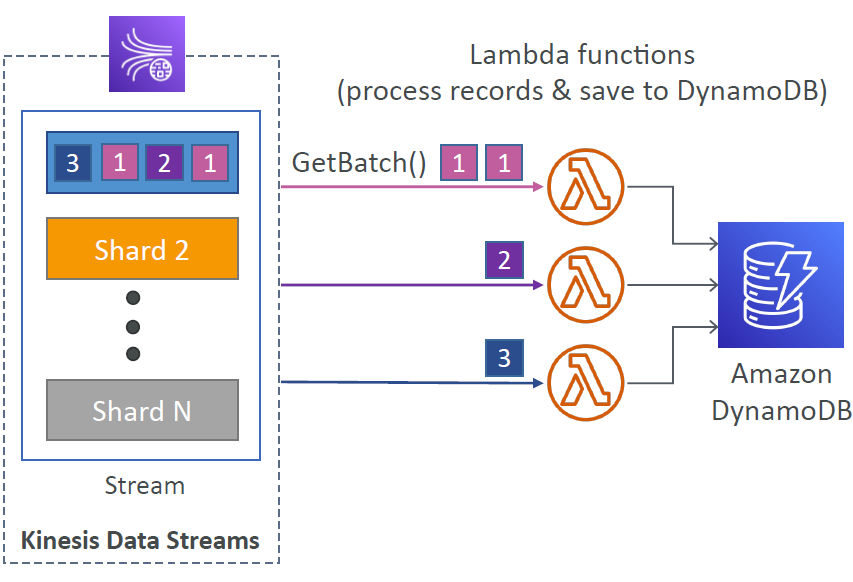 Lambda functions
(process records & save to DynamoDB)
3 1 2 1
GetBatch() 1 1
Shard 2
2
3
Shard N
Amazon
DynamoDB
Stream
Kinesis Data Streams